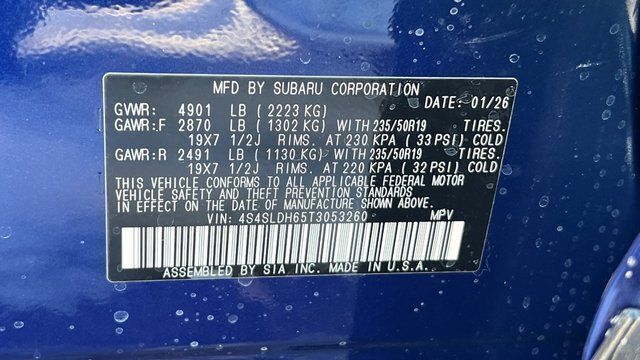 MFD BY SUBARU CORPORATION
DATE: 01/26
GVWR: 4901 LB ( 2223 KG)
GAWR:F 2870 LB ( 1302 KG) WITH 235/50R19 TIRES.
19X7 1/2J RIMS. AT 230 KPA ( 33 PSI) COLD
GAWR:R 2491 LB ( 1130 KG) WITH 235/50R19 TIRES.
19X7 1/2J RIMS. AT 220 KPA ( 32 PSI) COLD
THIS VEHICLE CONFORMS TO ALL APPLICABLE FEDERAL MOTOR
VEHICLE SAFETY AND THEFT PREVENTION STANDARDS
IN EFFECT ON THE DATE OF MANUFACTURE SHOWN ABOVE.
VIN: 4S4SLDH65T3053260 MPV
ASSEMBLED BY SIA INC. MADE IN U.S.A.